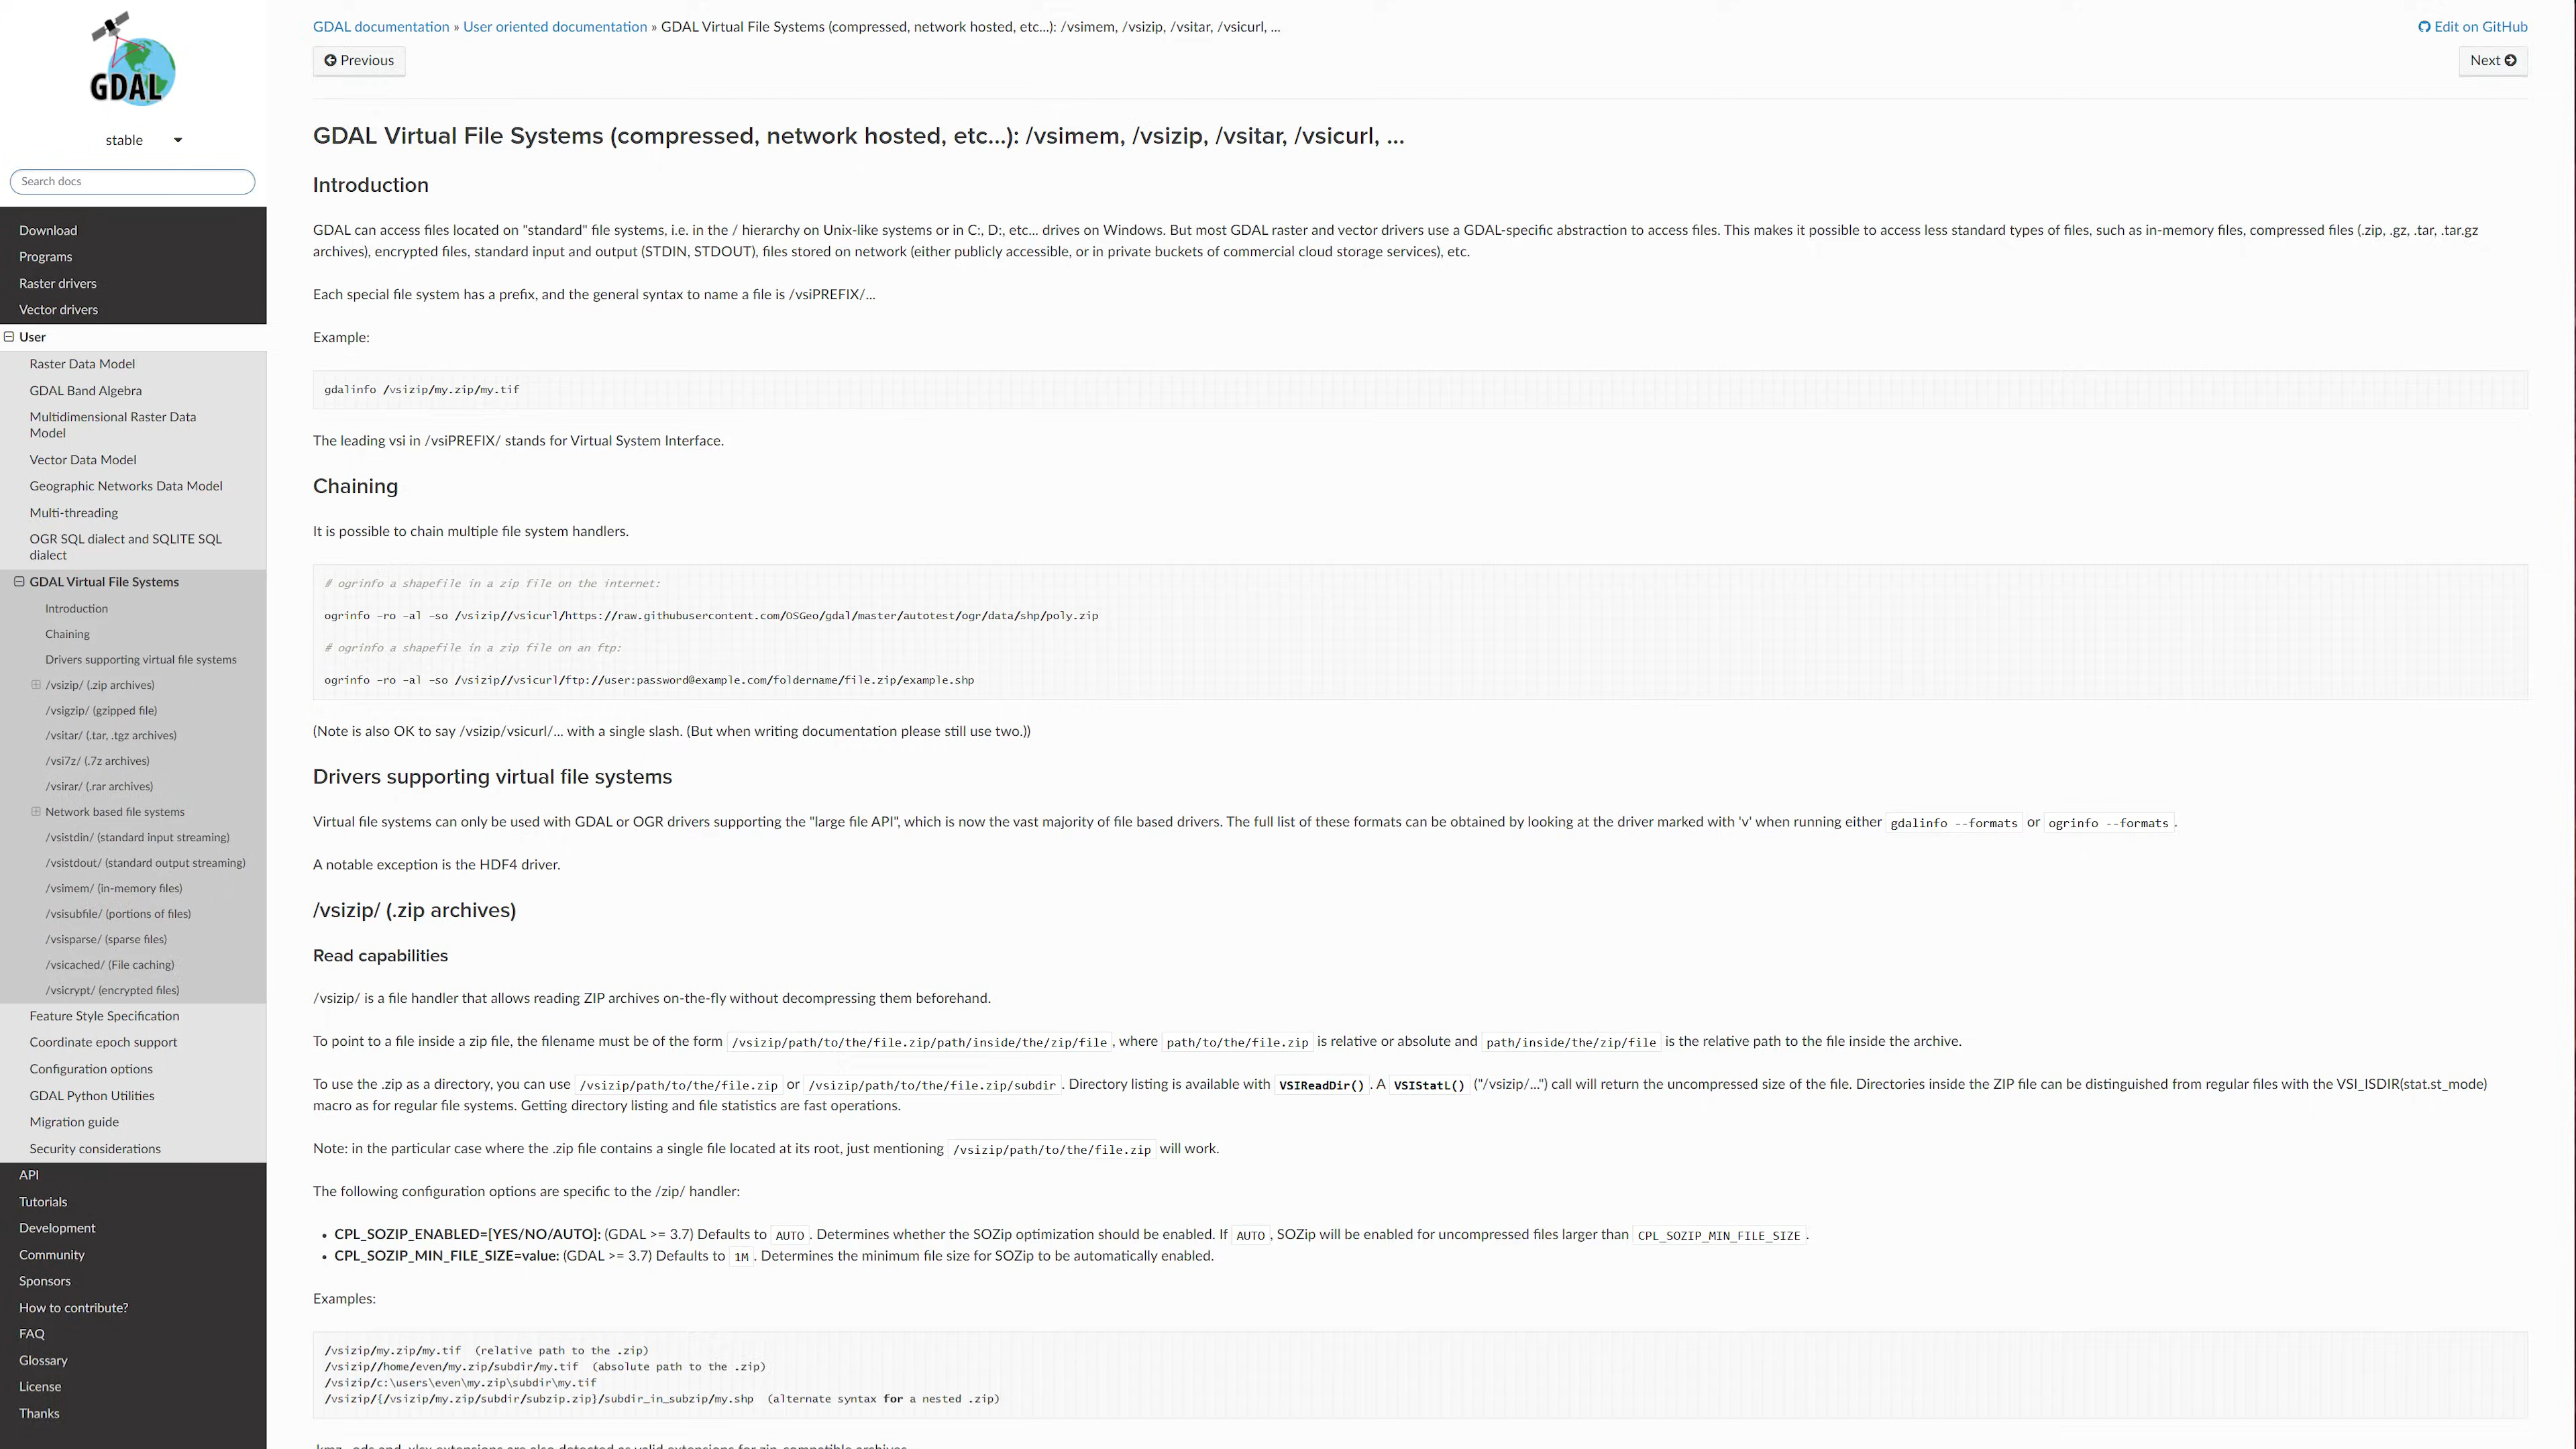 GDAL
stable
Search docs
Download
Programs
Raster drivers
Vector drivers
User
Raster Data Model
GDAL Band Algebra
Multidimensional Raster Data
Model
Vector Data Model
Geographic Networks Data Model
Multi-threading
OGR SQL dialect and SQLITE SQL
dialect
GDAL Virtual File Systems
Introduction
Chaining
Drivers supporting virtual file systems
/vsizip/ (.zip archives)
/vsigzip/ (gzipped file)
/vsitar/ (.tar, .tgz archives)
/vsi7z/ (.7z archives)
/vsirar/ (.rar archives)
Network based file systems
/vsistdin/ (standard input streaming)
/vsistdout/ (standard output streaming)
/vsimem/ (in-memory files)
/vsisubfile/ (portions of files)
/vsisparse/ (sparse files)
/vsicached/ (File caching)
/vsicrypt/ (encrypted files)
Feature Style Specification
Coordinate epoch support
Configuration options
GDAL Python Utilities
Migration guide
Security considerations
API
Tutorials
Development
Community
Sponsors
How to contribute?
FAQ
Glossary
License
Thanks
GDAL documentation » User oriented documentation » GDAL Virtual File Systems (compressed, network hosted, etc...): /vsimem, /vsizip, /vsitar, /vsicurl, ...
Edit on GitHub
Previous
Next
GDAL Virtual File Systems (compressed, network hosted, etc...): /vsimem, /vsizip, /vsitar, /vsicurl, ...
Introduction
GDAL can access files located on "standard" file systems, i.e. in the / hierarchy on Unix-like systems or in C:, D:, etc... drives on Windows. But most GDAL raster and vector drivers use a GDAL-specific abstraction to access files. This makes it possible to access less standard types of files, such as in-memory files, compressed files (.zip, .gz, .tar, .tar.gz
archives), encrypted files, standard input and output (STDIN, STDOUT), files stored on network (either publicly accessible, or in private buckets of commercial cloud storage services), etc.
Each special file system has a prefix, and the general syntax to name a file is /vsiPREFIX/...
Example:
gdalinfo /vsizip/my.zip/my.tif
The leading vsi in /vsiPREFIX/ stands for Virtual System Interface.
Chaining
It is possible to chain multiple file system handlers.
# ogrinfo a shapefile in a zip file on the internet:
ogrinfo -ro -al -so /vsizip//vsicurl/https://raw.githubusercontent.com/OSGeo/gdal/master/autotest/ogr/data/shp/poly.zip
# ogrinfo a shapefile in a zip file on an ftp:
ogrinfo -ro -al -so /vsizip//vsicurl/ftp://user:password@example.com/foldername/file.zip/example.shp
(Note is also OK to say /vsizip/vsicurl/... with a single slash. (But when writing documentation please still use two.))
Drivers supporting virtual file systems
Virtual file systems can only be used with GDAL or OGR drivers supporting the "large file API", which is now the vast majority of file based drivers. The full list of these formats can be obtained by looking at the driver marked with 'v' when running either gdalinfo --formats or ogrinfo --formats.
A notable exception is the HDF4 driver.
/vsizip/ (.zip archives)
Read capabilities
/vsizip/ is a file handler that allows reading ZIP archives on-the-fly without decompressing them beforehand.
To point to a file inside a zip file, the filename must be of the form /vsizip/path/to/the/file.zip/path/inside/the/zip/file, where path/to/the/file.zip is relative or absolute and path/inside/the/zip/file is the relative path to the file inside the archive.
To use the .zip as a directory, you can use /vsizip/path/to/the/file.zip or /vsizip/path/to/the/file.zip/subdir. Directory listing is available with VSIReadDir(). A VSIStatL() ("/vsizip/...") call will return the uncompressed size of the file. Directories inside the ZIP file can be distinguished from regular files with the VSI_ISDIR(stat.st_mode)
macro as for regular file systems. Getting directory listing and file statistics are fast operations.
Note: in the particular case where the .zip file contains a single file located at its root, just mentioning /vsizip/path/to/the/file.zip will work.
The following configuration options are specific to the /zip/ handler:
• CPL_SOZIP_ENABLED=[YES/NO/AUTO]: (GDAL >= 3.7) Defaults to AUTO. Determines whether the SOZip optimization should be enabled. If AUTO, SOZip will be enabled for uncompressed files larger than CPL_SOZIP_MIN_FILE_SIZE.
• CPL_SOZIP_MIN_FILE_SIZE=value: (GDAL >= 3.7) Defaults to 1M. Determines the minimum file size for SOZip to be automatically enabled.
Examples:
/vsizip/my.zip/my.tif (relative path to the .zip)
/vsizip//home/even/my.zip/subdir/my.tif (absolute path to the .zip)
/vsizip/c:\users\even\my.zip\subdir\my.tif
/vsizip/{/vsizip/my.zip/subdir/subzip.zip}/subdir_in_subzip/my.shp (alternate syntax for a nested .zip)
.kmz, .ods and .xlsx extensions are also detected as valid extensions for zip-compatible archives.